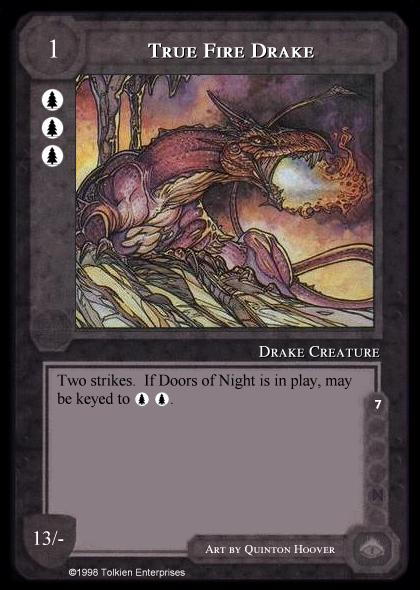 1
TRUE FIRE DRAKE
DRAKE CREATURE
Two strikes. If Doors of Night is in play, may
be keyed to .
7
13/-
ART BY QUINTON HOOVER
©1998 Tolkien Enterprises